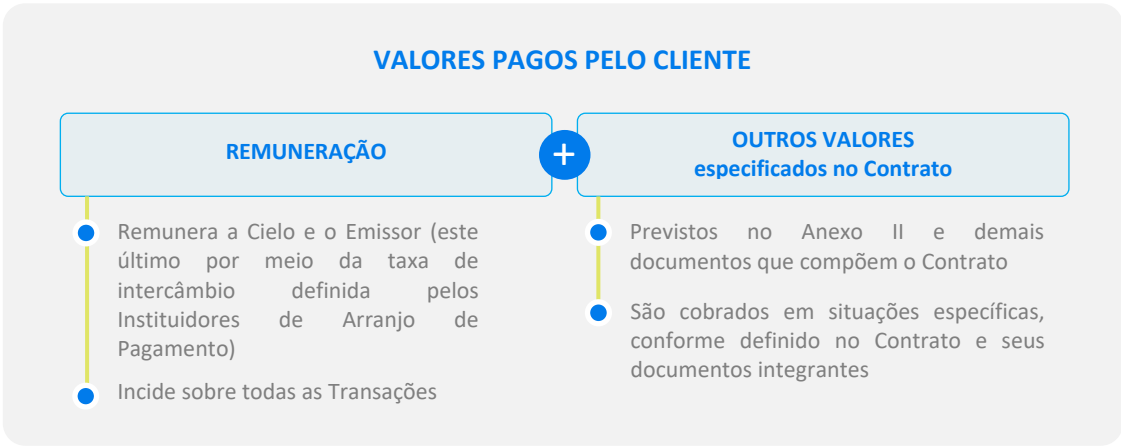 VALORES PAGOS PELO CLIENTE
REMUNERAÇÃO
+
OUTROS VALORES
especificados no Contrato
Remunera a Cielo e o Emissor (este
último por meio da taxa de
intercâmbio definida pelos
Instituidores de Arranjo de
Pagamento)
Incide sobre todas as Transações
Previstos no Anexo II e demais
documentos que compõem o Contrato
São cobrados em situações específicas,
conforme definido no Contrato e seus
documentos integrantes